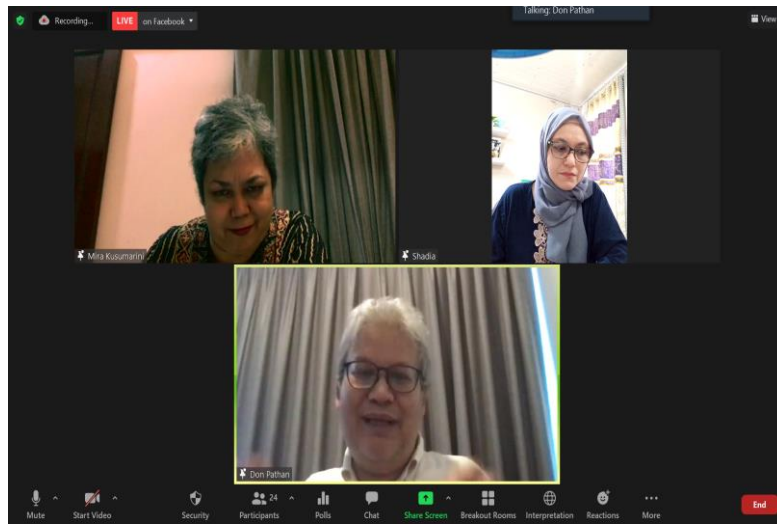 Recording...
LIVE on Facebook
Talking: Don Pathan
View
Mira Kusumarini
Shadia
Don Pathan
24
Mute
Start Video
Security
Participants
Polls
Chat
Share Screen
Breakout Rooms
Interpretation
Reactions
More
End